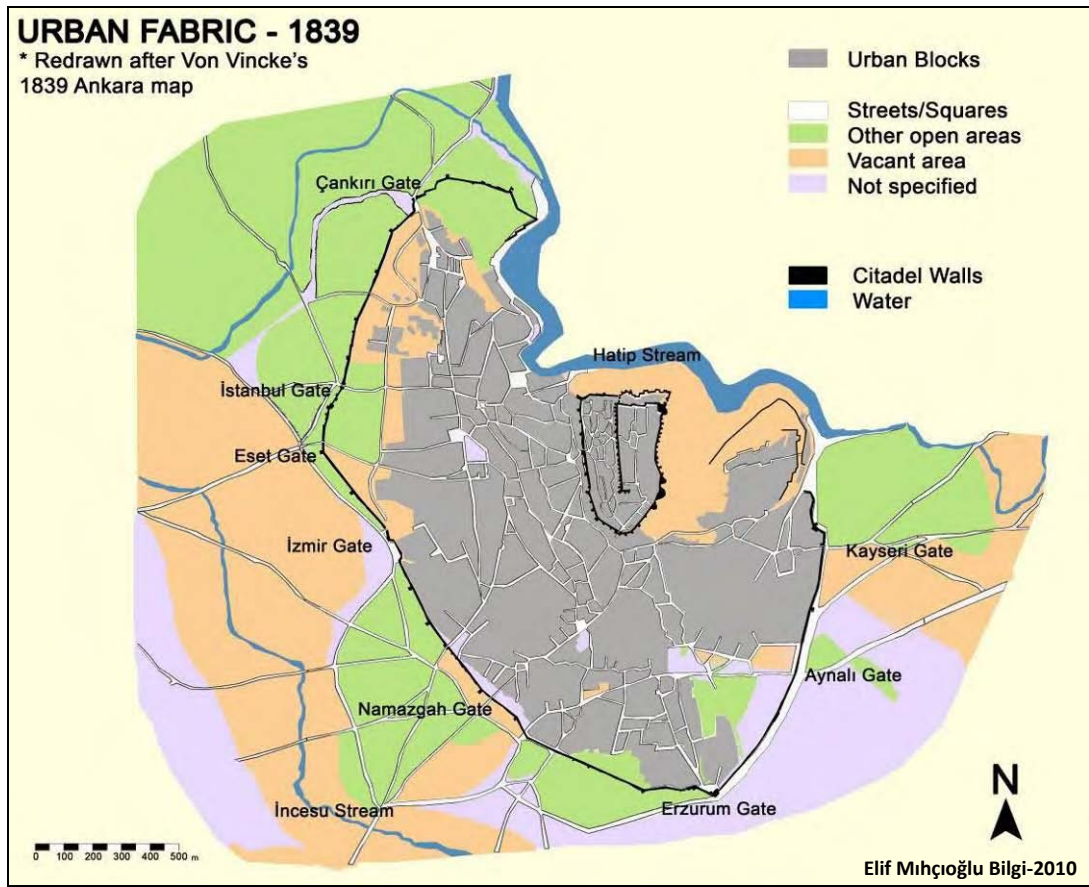 URBAN FABRIC - 1839
* Redrawn after Von Vincke's
1839 Ankara map
Urban Blocks
Streets/Squares
Other open areas
Vacant area
Not specified
Citadel Walls
Water
Çankırı Gate
Hatip Stream
İstanbul Gate
Eset Gate
İzmir Gate
Kayseri Gate
Aynalı Gate
Namazgah Gate
İncesu Stream
Erzurum Gate
N
0 100 200 300 400 500 m
Elif Mıhçıoğlu Bilgi-2010